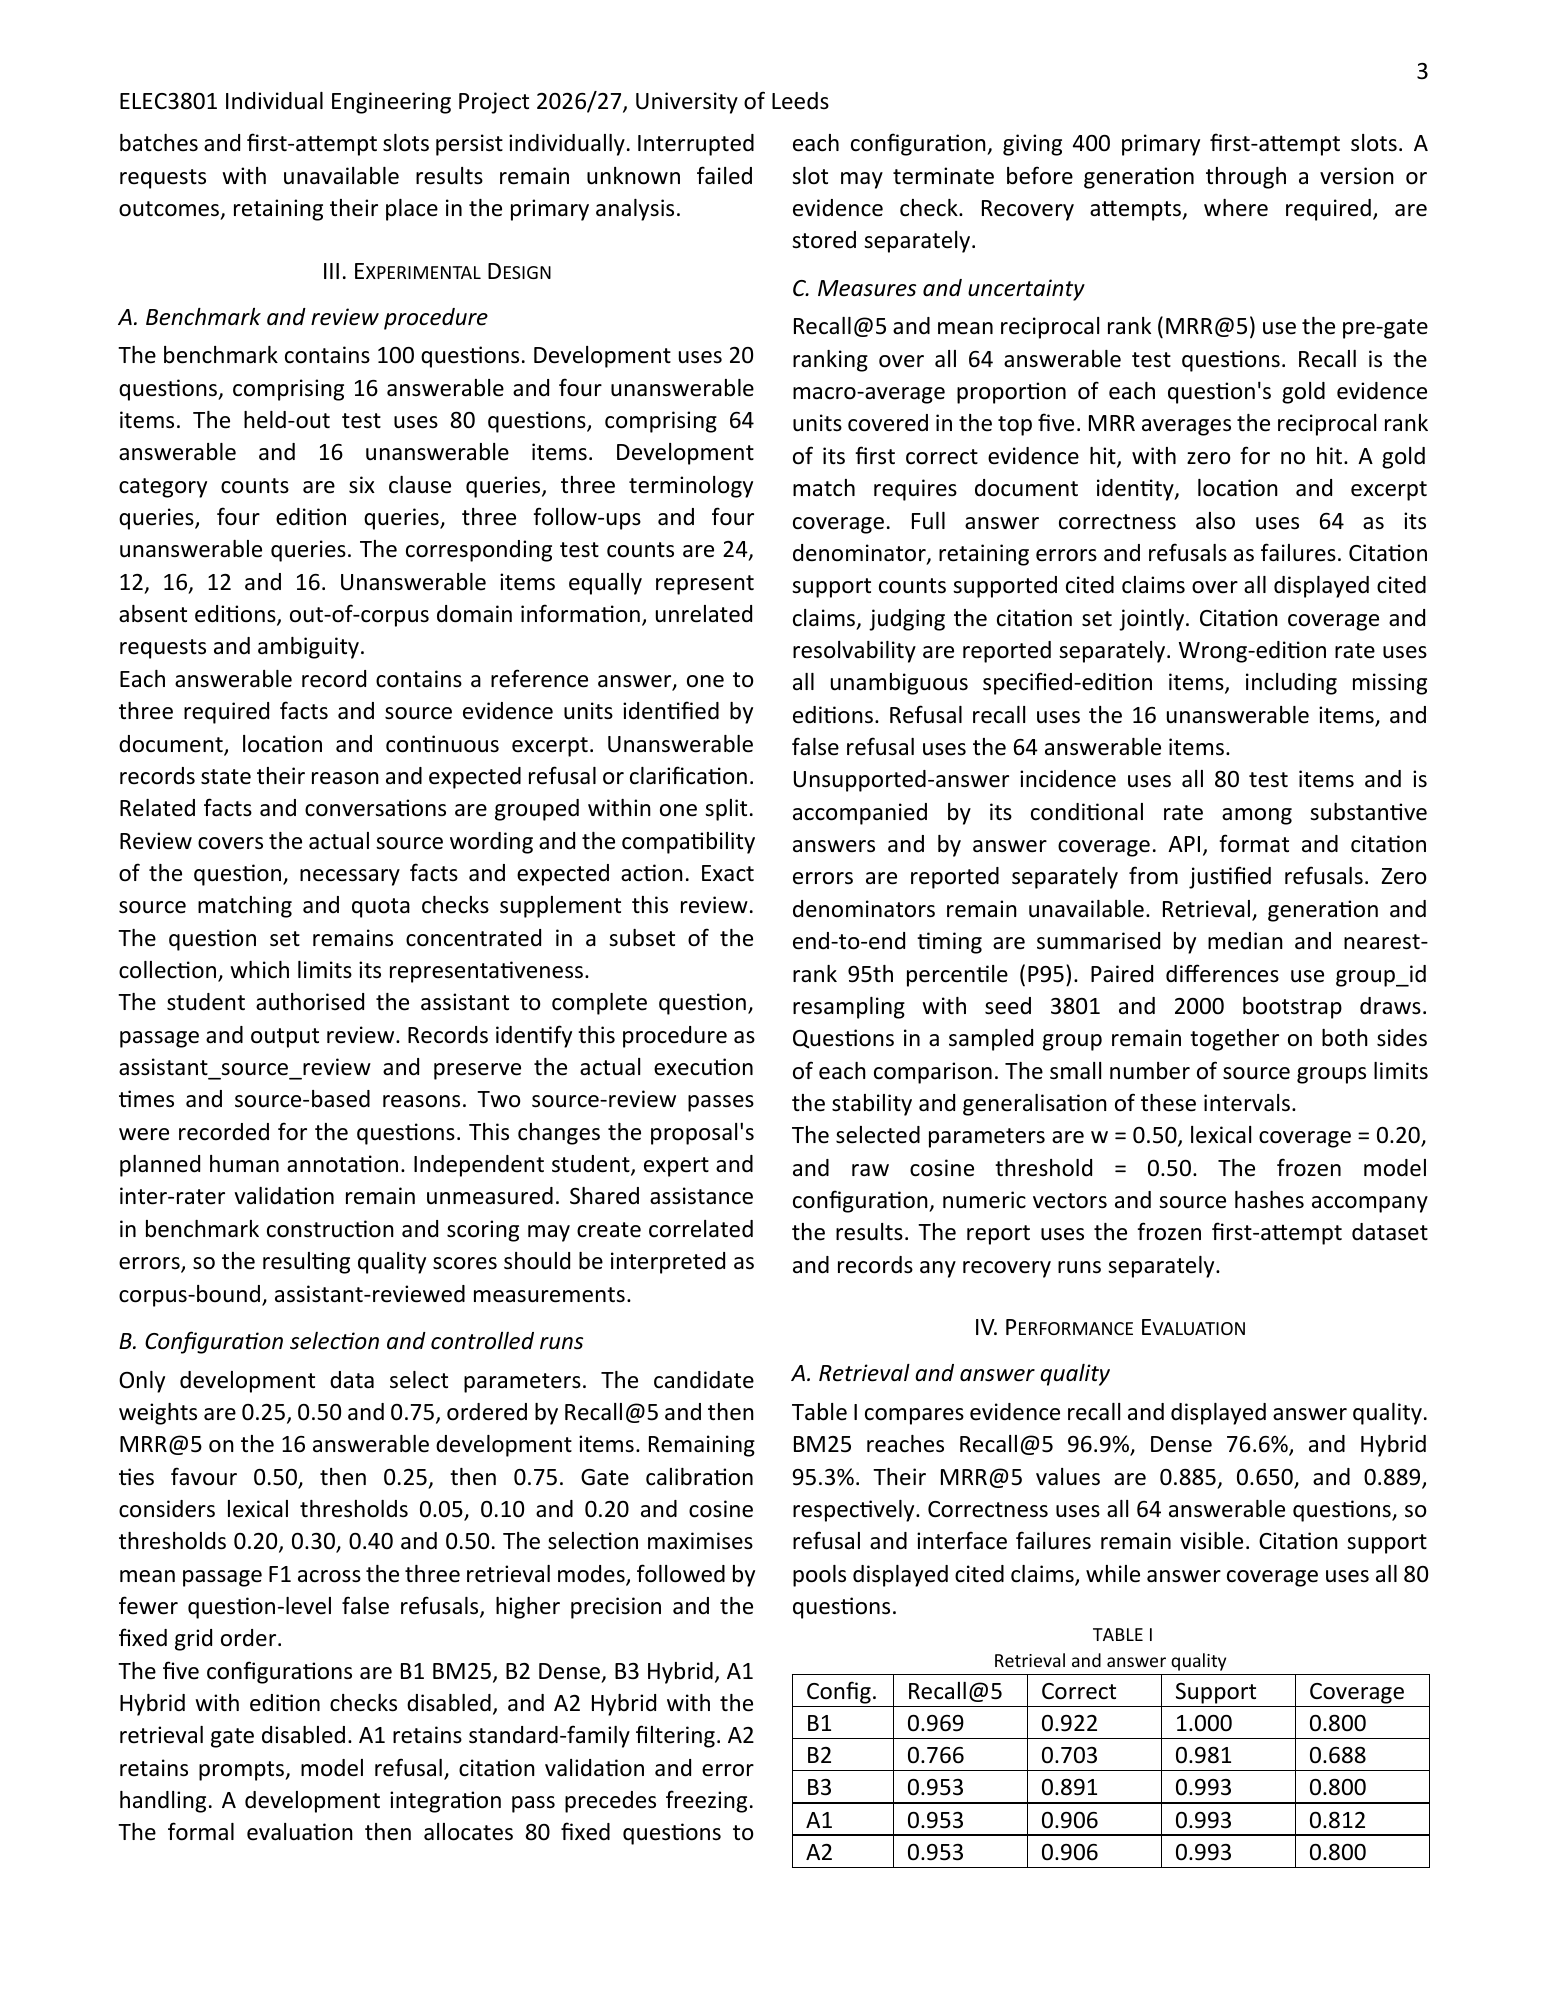 3
ELEC3801 Individual Engineering Project 2026/27, University of Leeds
batches and first-attempt slots persist individually. Interrupted
requests with unavailable results remain unknown failed
outcomes, retaining their place in the primary analysis.
III. EXPERIMENTAL DESIGN
A. Benchmark and review procedure
The benchmark contains 100 questions. Development uses 20
questions, comprising 16 answerable and four unanswerable
items. The held-out test uses 80 questions, comprising 64
answerable and 16 unanswerable items. Development
category counts are six clause queries, three terminology
queries, four edition queries, three follow-ups and four
unanswerable queries. The corresponding test counts are 24,
12, 16, 12 and 16. Unanswerable items equally represent
absent editions, out-of-corpus domain information, unrelated
requests and ambiguity.
Each answerable record contains a reference answer, one to
three required facts and source evidence units identified by
document, location and continuous excerpt. Unanswerable
records state their reason and expected refusal or clarification.
Related facts and conversations are grouped within one split.
Review covers the actual source wording and the compatibility
of the question, necessary facts and expected action. Exact
source matching and quota checks supplement this review.
The question set remains concentrated in a subset of the
collection, which limits its representativeness.
The student authorised the assistant to complete question,
passage and output review. Records identify this procedure as
assistant_source_review and preserve the actual execution
times and source-based reasons. Two source-review passes
were recorded for the questions. This changes the proposal's
planned human annotation. Independent student, expert and
inter-rater validation remain unmeasured. Shared assistance
in benchmark construction and scoring may create correlated
errors, so the resulting quality scores should be interpreted as
corpus-bound, assistant-reviewed measurements.
B. Configuration selection and controlled runs
Only development data select parameters. The candidate
weights are 0.25, 0.50 and 0.75, ordered by Recall@5 and then
MRR@5 on the 16 answerable development items. Remaining
ties favour 0.50, then 0.25, then 0.75. Gate calibration
considers lexical thresholds 0.05, 0.10 and 0.20 and cosine
thresholds 0.20, 0.30, 0.40 and 0.50. The selection maximises
mean passage F1 across the three retrieval modes, followed by
fewer question-level false refusals, higher precision and the
fixed grid order.
The five configurations are B1 BM25, B2 Dense, B3 Hybrid, A1
Hybrid with edition checks disabled, and A2 Hybrid with the
retrieval gate disabled. A1 retains standard-family filtering. A2
retains prompts, model refusal, citation validation and error
handling. A development integration pass precedes freezing.
The formal evaluation then allocates 80 fixed questions to
each configuration, giving 400 primary first-attempt slots. A
slot may terminate before generation through a version or
evidence check. Recovery attempts, where required, are
stored separately.
C. Measures and uncertainty
Recall@5 and mean reciprocal rank (MRR@5) use the pre-gate
ranking over all 64 answerable test questions. Recall is the
macro-average proportion of each question's gold evidence
units covered in the top five. MRR averages the reciprocal rank
of its first correct evidence hit, with zero for no hit. A gold
match requires document identity, location and excerpt
coverage. Full answer correctness also uses 64 as its
denominator, retaining errors and refusals as failures. Citation
support counts supported cited claims over all displayed cited
claims, judging the citation set jointly. Citation coverage and
resolvability are reported separately. Wrong-edition rate uses
all unambiguous specified-edition items, including missing
editions. Refusal recall uses the 16 unanswerable items, and
false refusal uses the 64 answerable items.
Unsupported-answer incidence uses all 80 test items and is
accompanied by its conditional rate among substantive
answers and by answer coverage. API, format and citation
errors are reported separately from justified refusals. Zero
denominators remain unavailable. Retrieval, generation and
end-to-end timing are summarised by median and nearest-
rank 95th percentile (P95). Paired differences use group_id
resampling with seed 3801 and 2000 bootstrap draws.
Questions in a sampled group remain together on both sides
of each comparison. The small number of source groups limits
the stability and generalisation of these intervals.
The selected parameters are w = 0.50, lexical coverage = 0.20,
and raw cosine threshold = 0.50. The frozen model
configuration, numeric vectors and source hashes accompany
the results. The report uses the frozen first-attempt dataset
and records any recovery runs separately.
IV. PERFORMANCE EVALUATION
A. Retrieval and answer quality
Table I compares evidence recall and displayed answer quality.
BM25 reaches Recall@5 96.9%, Dense 76.6%, and Hybrid
95.3%. Their MRR@5 values are 0.885, 0.650, and 0.889,
respectively. Correctness uses all 64 answerable questions, so
refusal and interface failures remain visible. Citation support
pools displayed cited claims, while answer coverage uses all 80
questions.
TABLE I
Retrieval and answer quality
Config. Recall@5 Correct Support Coverage
B1 0.969 0.922 1.000 0.800
B2 0.766 0.703 0.981 0.688
B3 0.953 0.891 0.993 0.800
A1 0.953 0.906 0.993 0.812
A2 0.953 0.906 0.993 0.800